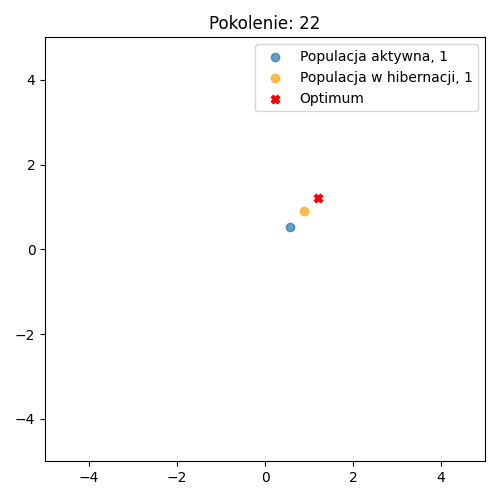 Pokolenie: 22
Populacja aktywna, 1
Populacja w hibernacji, 1
Optimum
4
2
0
−2
−4
−4
−2
0
2
4